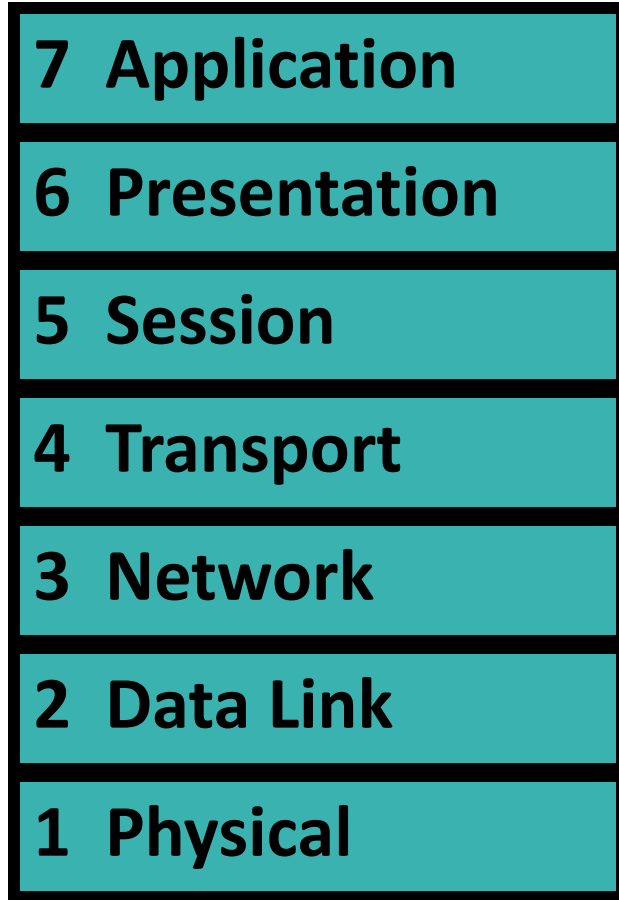 7 Application
6 Presentation
5 Session
4 Transport
3 Network
2 Data Link
1 Physical